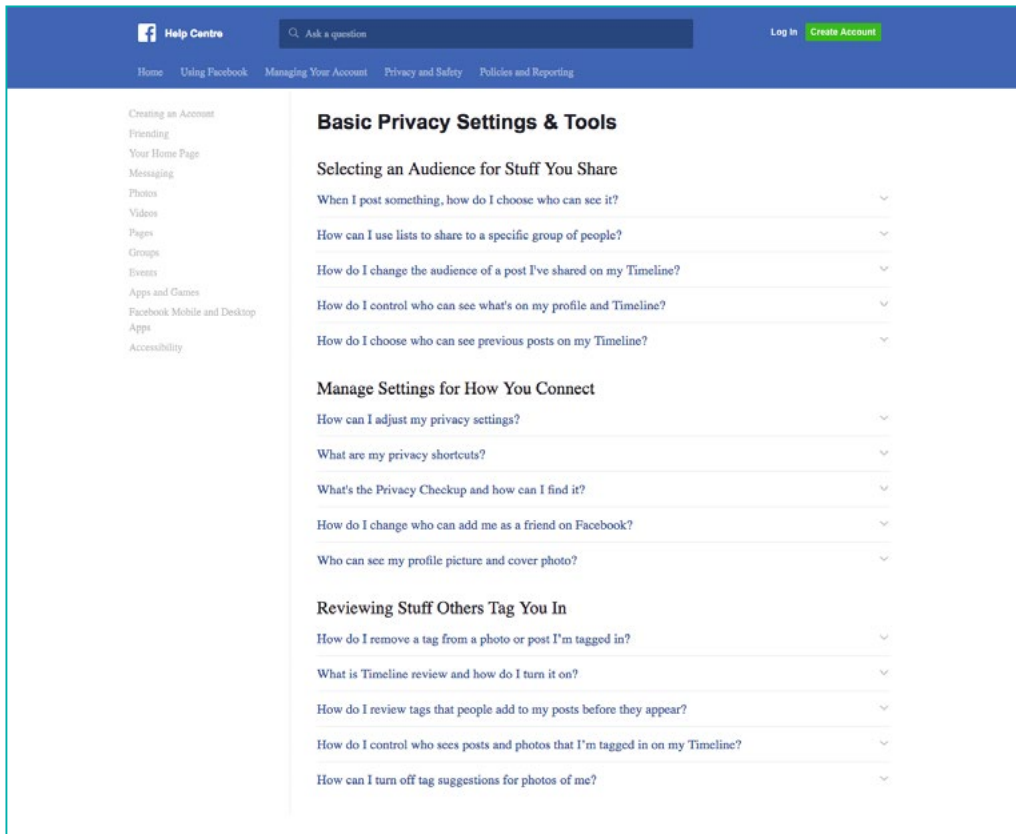 Help Centre
Ask a question
Log In
Create Account
Home
Using Facebook
Managing Your Account
Privacy and Safety
Policies and Reporting
Creating an Account
Friending
Your Home Page
Messaging
Photos
Videos
Pages
Groups
Events
Apps and Games
Facebook Mobile and Desktop
Apps
Accessibility
Basic Privacy Settings & Tools
Selecting an Audience for Stuff You Share
When I post something, how do I choose who can see it?
How can I use lists to share to a specific group of people?
How do I change the audience of a post I've shared on my Timeline?
How do I control who can see what's on my profile and Timeline?
How do I choose who can see previous posts on my Timeline?
Manage Settings for How You Connect
How can I adjust my privacy settings?
What are my privacy shortcuts?
What's the Privacy Checkup and how can I find it?
How do I change who can add me as a friend on Facebook?
Who can see my profile picture and cover photo?
Reviewing Stuff Others Tag You In
How do I remove a tag from a photo or post I'm tagged in?
What is Timeline review and how do I turn it on?
How do I review tags that people add to my posts before they appear?
How do I control who sees posts and photos that I'm tagged in on my Timeline?
How can I turn off tag suggestions for photos of me?